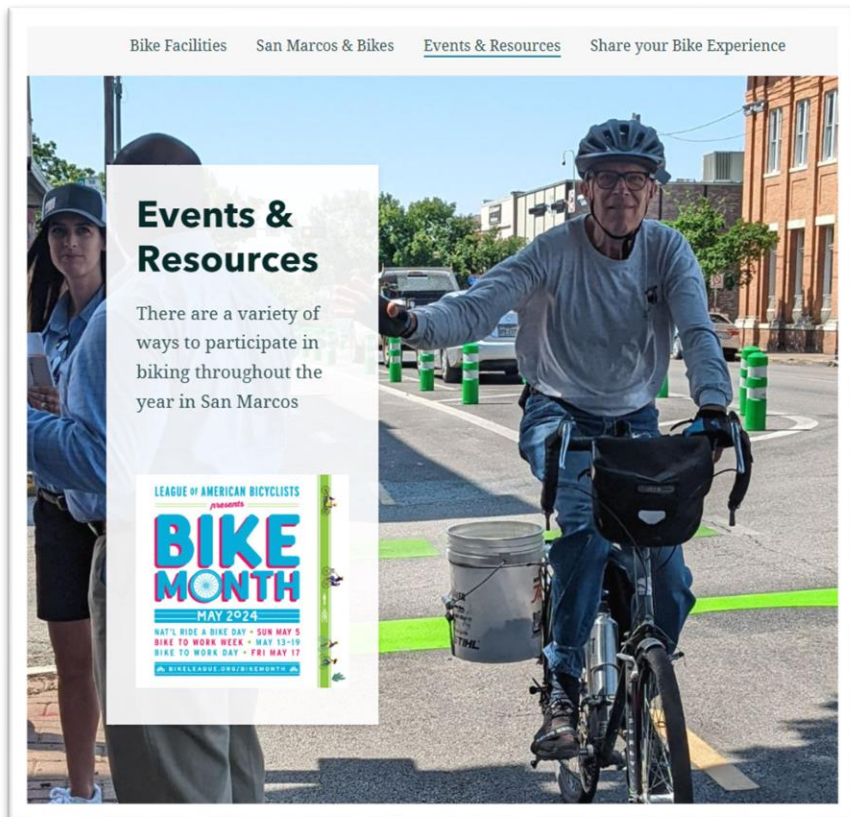 Bike Facilities San Marcos & Bikes Events & Resources Share your Bike Experience
Events &
Resources
There are a variety of
ways to participate in
biking throughout the
year in San Marcos
LEAGUE OF AMERICAN BICYCLISTS
presents
BIKE
MONTH
MAY 2024
NAT'L RIDE A BIKE DAY • SUN MAY 5
BIKE TO WORK WEEK • MAY 13-19
BIKE TO WORK DAY • FRI MAY 17
BIKELEAGUE.ORG/BIKEMONTH
STIHL